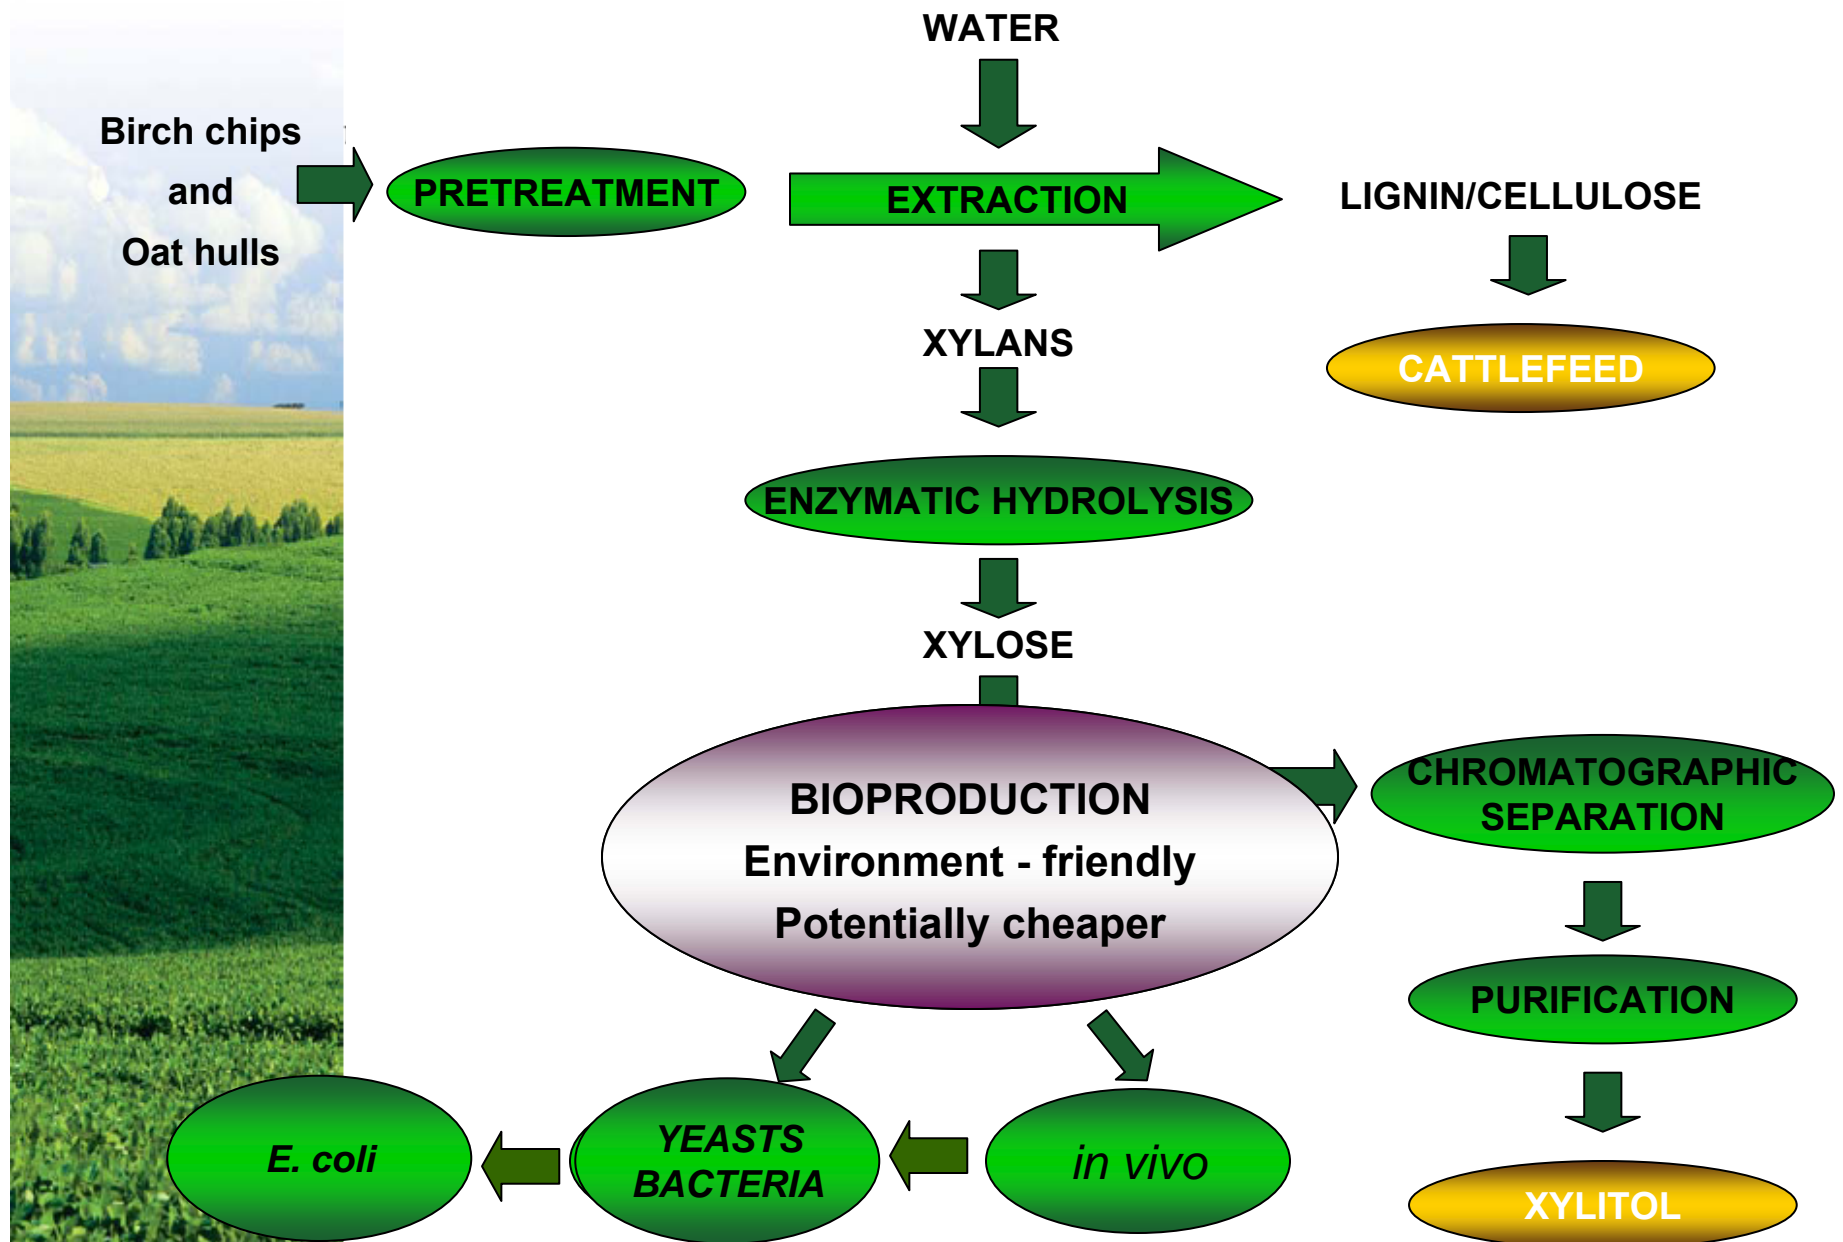 WATER
Birch chips
and
Oat hulls
PRETREATMENT
EXTRACTION
LIGNIN/CELLULOSE
XYLANS
CATTLEFEED
ENZYMATIC HYDROLYSIS
XYLOSE
BIOPRODUCTION
Environment - friendly
Potentially cheaper
CHROMATOGRAPHIC
SEPARATION
PURIFICATION
E. coli
YEASTS
BACTERIA
in vivo
XYLITOL